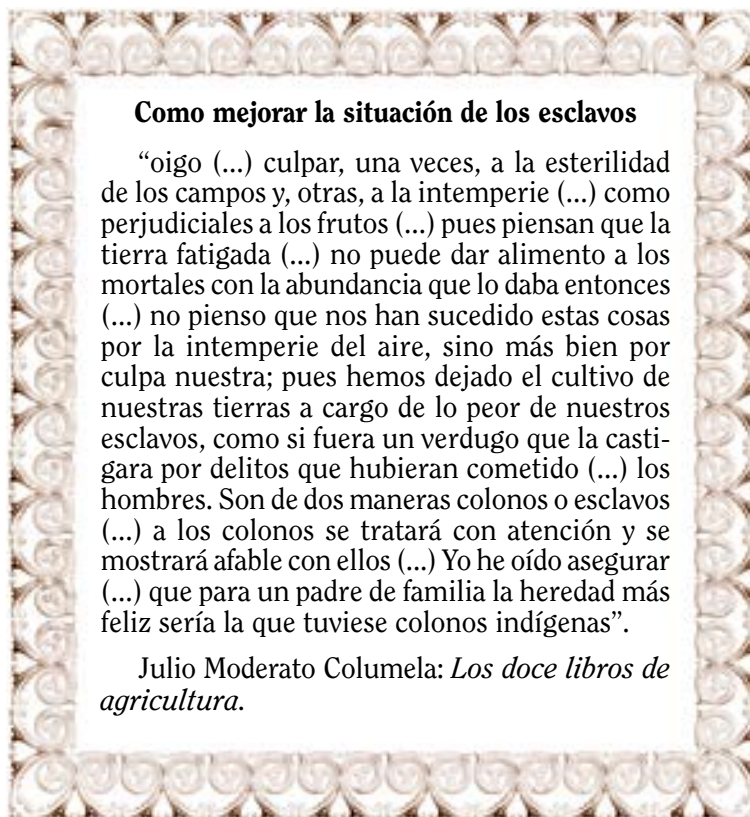 Como mejorar la situación de los esclavos
“oigo (...) culpar, una veces, a la esterilidad
de los campos y, otras, a la intemperie (...) como
perjudiciales a los frutos (...) pues piensan que la
tierra fatigada (...) no puede dar alimento a los
mortales con la abundancia que lo daba entonces
(...) no pienso que nos han sucedido estas cosas
por la intemperie del aire, sino más bien por
culpa nuestra; pues hemos dejado el cultivo de
nuestras tierras a cargo de lo peor de nuestros
esclavos, como si fuera un verdugo que la casti-
gara por delitos que hubieran cometido (...) los
hombres. Son de dos maneras colonos o esclavos
(...) a los colonos se tratará con atención y se
mostrará afable con ellos (...) Yo he oído asegurar
(...) que para un padre de familia la heredad más
feliz sería la que tuviese colonos indígenas”.
Julio Moderato Columela: Los doce libros de
agricultura.